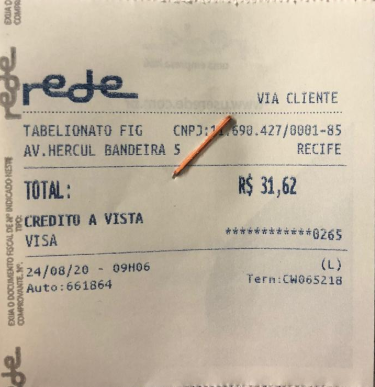 rede
VIA CLIENTE
TABELIONATO FIG CNPJ: .690.427/0001-85
AV.HERCUL BANDEIRA 5 RECIFE
TOTAL: R$ 31,62
CREDITO A VISTA
VISA ************0265
(L)
24/08/20 - 09H06
Auto:661864 Term:CW065218
rede
EXIJA O DOCUMENTO FISCAL DE Nº INDICADO NESTE
COMPROVANTE. Nº: TIPO: